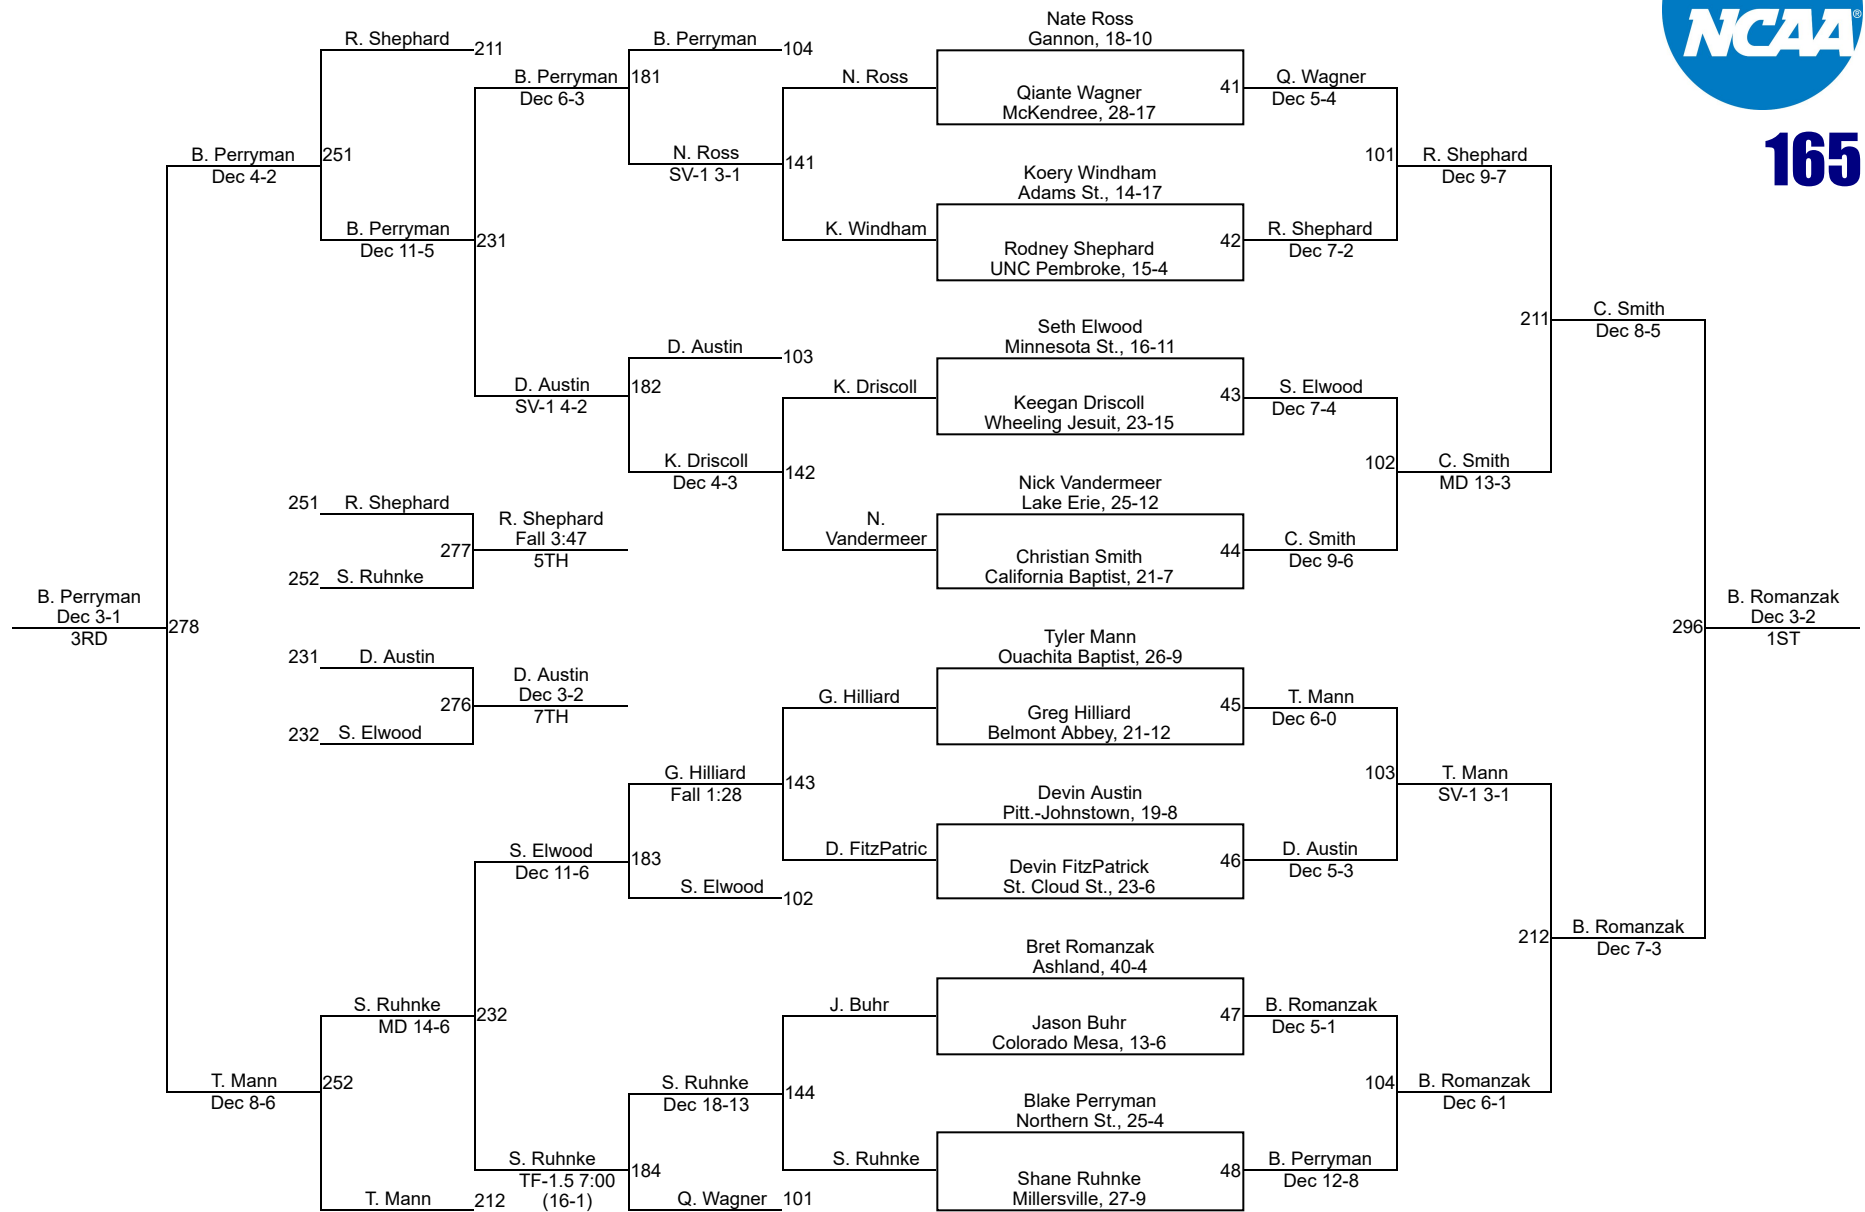 NCAA®
165
R. Shephard
211
B. Perryman
104
Nate Ross
Gannon, 18-10
B. Perryman
Dec 6-3
181
N. Ross
Qiante Wagner
McKendree, 28-17
41
Q. Wagner
Dec 5-4
B. Perryman
Dec 4-2
251
N. Ross
SV-1 3-1
141
101
R. Shephard
Dec 9-7
Koery Windham
Adams St., 14-17
B. Perryman
Dec 11-5
231
K. Windham
Rodney Shephard
UNC Pembroke, 15-4
42
R. Shephard
Dec 7-2
Seth Elwood
Minnesota St., 16-11
211
C. Smith
Dec 8-5
D. Austin
103
D. Austin
SV-1 4-2
182
K. Driscoll
Keegan Driscoll
Wheeling Jesuit, 23-15
43
S. Elwood
Dec 7-4
K. Driscoll
Dec 4-3
142
102
C. Smith
MD 13-3
Nick Vandermeer
Lake Erie, 25-12
251
R. Shephard
R. Shephard
Fall 3:47
5TH
277
252
S. Ruhnke
N.
Vandermeer
Christian Smith
California Baptist, 21-7
44
C. Smith
Dec 9-6
B. Perryman
Dec 3-1
3RD
278
296
B. Romanzak
Dec 3-2
1ST
Tyler Mann
Ouachita Baptist, 26-9
231
D. Austin
D. Austin
Dec 3-2
7TH
276
232
S. Elwood
G. Hilliard
Greg Hilliard
Belmont Abbey, 21-12
45
T. Mann
Dec 6-0
G. Hilliard
Fall 1:28
143
103
T. Mann
SV-1 3-1
Devin Austin
Pitt.-Johnstown, 19-8
S. Elwood
Dec 11-6
183
D. FitzPatric
Devin FitzPatrick
St. Cloud St., 23-6
46
D. Austin
Dec 5-3
S. Elwood
102
212
B. Romanzak
Dec 7-3
Bret Romanzak
Ashland, 40-4
S. Ruhnke
MD 14-6
232
J. Buhr
Jason Buhr
Colorado Mesa, 13-6
47
B. Romanzak
Dec 5-1
T. Mann
Dec 8-6
252
S. Ruhnke
Dec 18-13
144
104
B. Romanzak
Dec 6-1
Blake Perryman
Northern St., 25-4
S. Ruhnke
TF-1.5 7:00
(16-1)
184
S. Ruhnke
Shane Ruhnke
Millersville, 27-9
48
B. Perryman
Dec 12-8
T. Mann
212
Q. Wagner
101